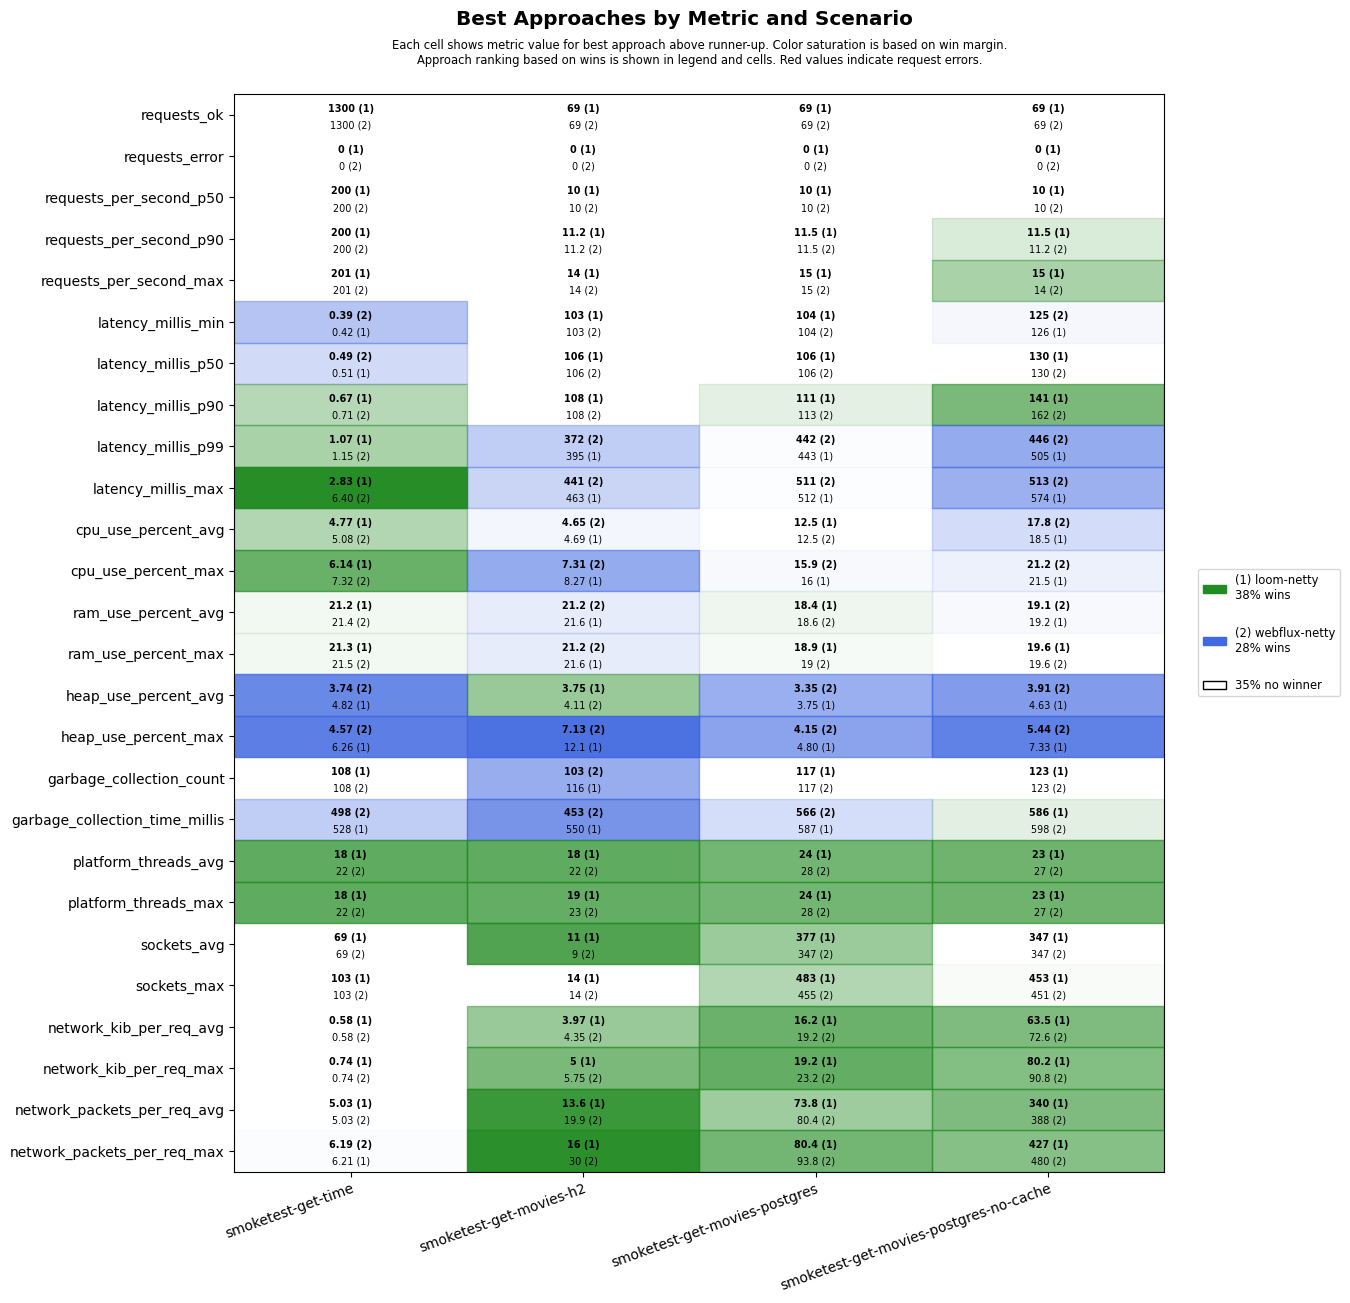 Best Approaches by Metric and Scenario
Each cell shows metric value for best approach above runner-up. Color saturation is based on win margin.
Approach ranking based on wins is shown in legend and cells. Red values indicate request errors.
requests_ok
1300 (1) 69 (1) 69 (1) 69 (1)
1300 (2) 69 (2) 69 (2) 69 (2)
requests_error
0 (1) 0 (1) 0 (1) 0 (1)
0 (2) 0 (2) 0 (2) 0 (2)
requests_per_second_p50
200 (1) 10 (1) 10 (1) 10 (1)
200 (2) 10 (2) 10 (2) 10 (2)
requests_per_second_p90
200 (1) 11.2 (1) 11.5 (1) 11.5 (1)
200 (2) 11.2 (2) 11.5 (2) 11.2 (2)
requests_per_second_max
201 (1) 14 (1) 15 (1) 15 (1)
201 (2) 14 (2) 15 (2) 14 (2)
latency_millis_min
0.39 (2) 103 (1) 104 (1) 125 (2)
0.42 (1) 103 (2) 104 (2) 126 (1)
latency_millis_p50
0.49 (2) 106 (1) 106 (1) 130 (1)
0.51 (1) 106 (2) 106 (2) 130 (2)
latency_millis_p90
0.67 (1) 108 (1) 111 (1) 141 (1)
0.71 (2) 108 (2) 113 (2) 162 (2)
latency_millis_p99
1.07 (1) 372 (2) 442 (2) 446 (2)
1.15 (2) 395 (1) 443 (1) 505 (1)
latency_millis_max
2.83 (1) 441 (2) 511 (2) 513 (2)
6.40 (2) 463 (1) 512 (1) 574 (1)
cpu_use_percent_avg
4.77 (1) 4.65 (2) 12.5 (1) 17.8 (2)
5.08 (2) 4.69 (1) 12.5 (2) 18.5 (1)
cpu_use_percent_max
6.14 (1) 7.31 (2) 15.9 (2) 21.2 (2)
7.32 (2) 8.27 (1) 16 (1) 21.5 (1)
ram_use_percent_avg
21.2 (1) 21.2 (2) 18.4 (1) 19.1 (2)
21.4 (2) 21.6 (1) 18.6 (2) 19.2 (1)
ram_use_percent_max
21.3 (1) 21.2 (2) 18.9 (1) 19.6 (1)
21.5 (2) 21.6 (1) 19 (2) 19.6 (2)
heap_use_percent_avg
3.74 (2) 3.75 (1) 3.35 (2) 3.91 (2)
4.82 (1) 4.11 (2) 3.75 (1) 4.63 (1)
heap_use_percent_max
4.57 (2) 7.13 (2) 4.15 (2) 5.44 (2)
6.26 (1) 12.1 (1) 4.80 (1) 7.33 (1)
garbage_collection_count
108 (1) 103 (2) 117 (1) 123 (1)
108 (2) 116 (1) 117 (2) 123 (2)
garbage_collection_time_millis
498 (2) 453 (2) 566 (2) 586 (1)
528 (1) 550 (1) 587 (1) 598 (2)
platform_threads_avg
18 (1) 18 (1) 24 (1) 23 (1)
22 (2) 22 (2) 28 (2) 27 (2)
platform_threads_max
18 (1) 19 (1) 24 (1) 23 (1)
22 (2) 23 (2) 28 (2) 27 (2)
sockets_avg
69 (1) 11 (1) 377 (1) 347 (1)
69 (2) 9 (2) 347 (2) 347 (2)
sockets_max
103 (1) 14 (1) 483 (1) 453 (1)
103 (2) 14 (2) 455 (2) 451 (2)
network_kib_per_req_avg
0.58 (1) 3.97 (1) 16.2 (1) 63.5 (1)
0.58 (2) 4.35 (2) 19.2 (2) 72.6 (2)
network_kib_per_req_max
0.74 (1) 5 (1) 19.2 (1) 80.2 (1)
0.74 (2) 5.75 (2) 23.2 (2) 90.8 (2)
network_packets_per_req_avg
5.03 (1) 13.6 (1) 73.8 (1) 340 (1)
5.03 (2) 19.9 (2) 80.4 (2) 388 (2)
network_packets_per_req_max
6.19 (2) 16 (1) 80.4 (1) 427 (1)
6.21 (1) 30 (2) 93.8 (2) 480 (2)
smoketest-get-time
smoketest-get-movies-h2
smoketest-get-movies-postgres
smoketest-get-movies-postgres-no-cache
(1) loom-netty
38% wins
(2) webflux-netty
28% wins
35% no winner